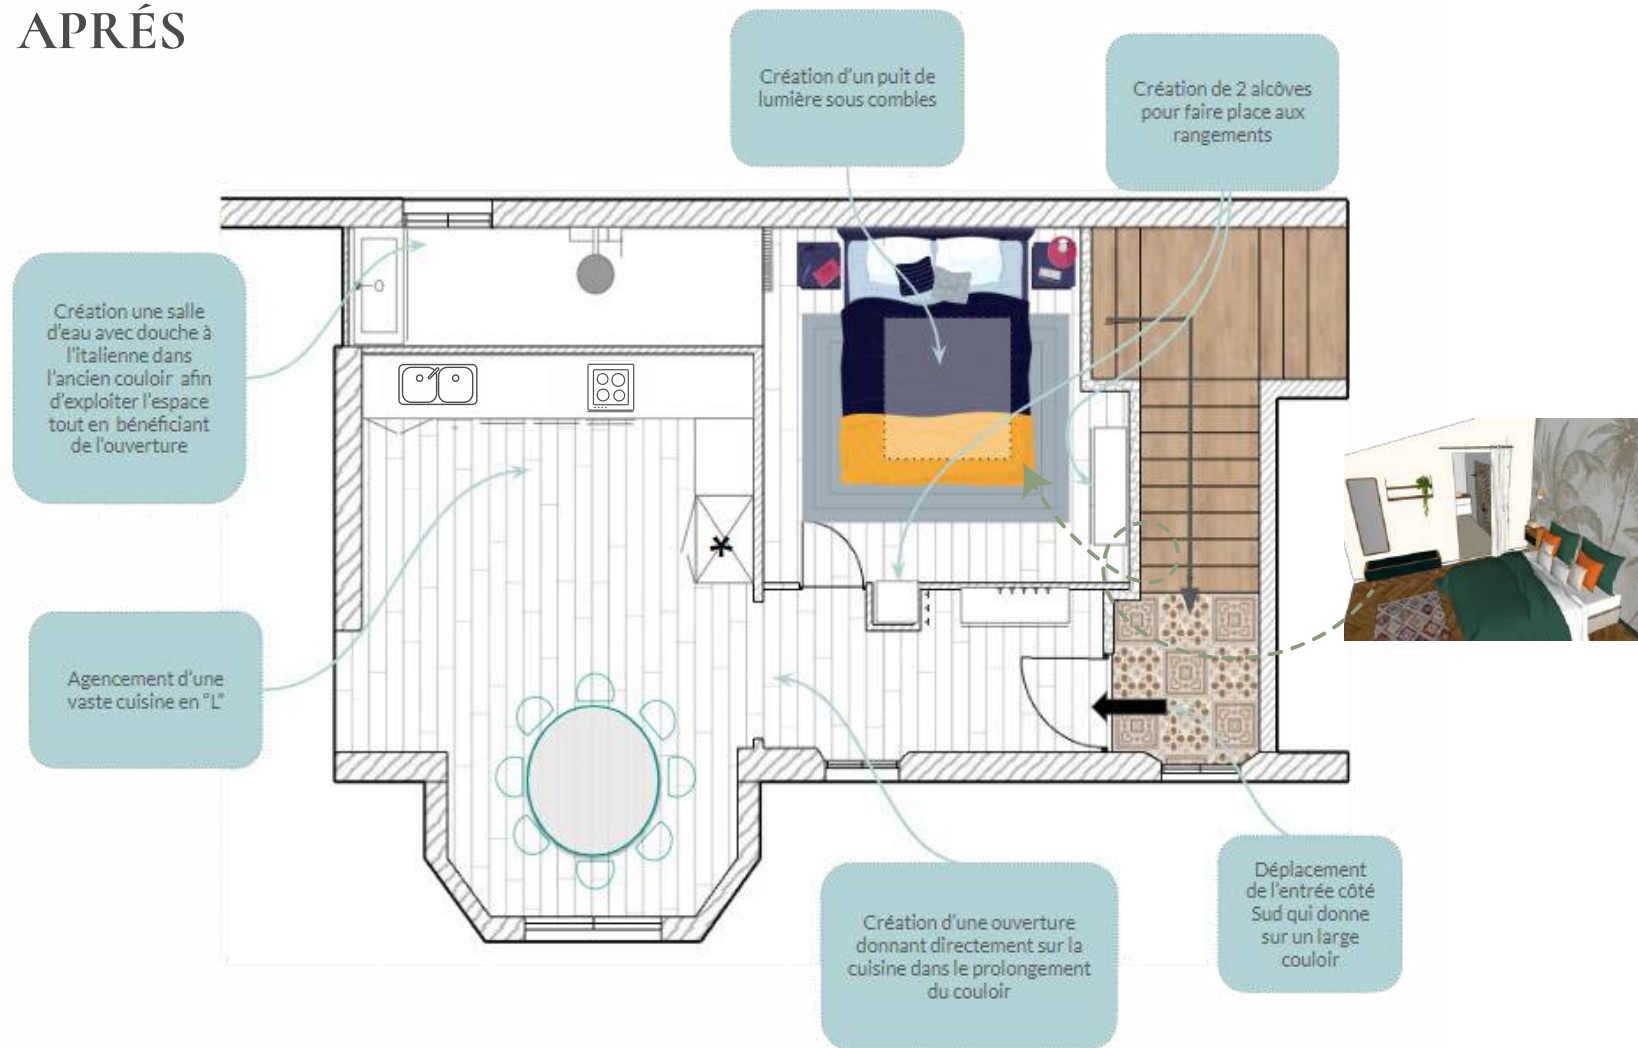 APRÉS
Création d'un puit de
lumière sous combles
Création de 2 alcôves
pour faire place aux
rangements
Création une salle
d'eau avec douche à
l'italienne dans
l'ancien couloir afin
d'exploiter l'espace
tout en bénéficiant
de l'ouverture
Agencement d'une
vaste cuisine en "L"
Création d'une ouverture
donnant directement sur la
cuisine dans le prolongement
du couloir
Déplacement
de l'entrée côté
Sud qui donne
sur un large
couloir